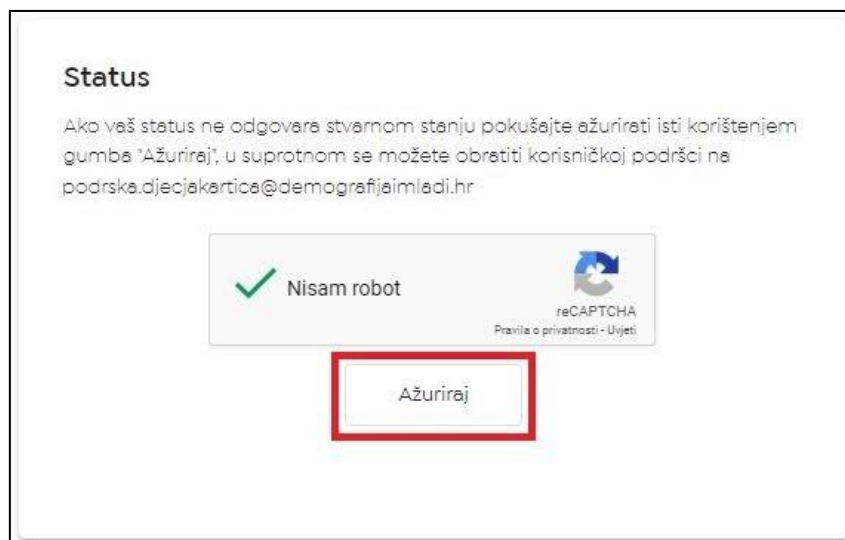 Status
Ako vaš status ne odgovara stvarnom stanju pokušajte ažurirati isti korištenjem
gumba "Ažuriraj", u suprotnom se možete obratiti korisničkoj podršci na
podrska.djecjakartica@demografijaimladi.hr
Nisam robot
reCAPTCHA
Pravila o privatnosti - Uvjeti
Ažuriraj